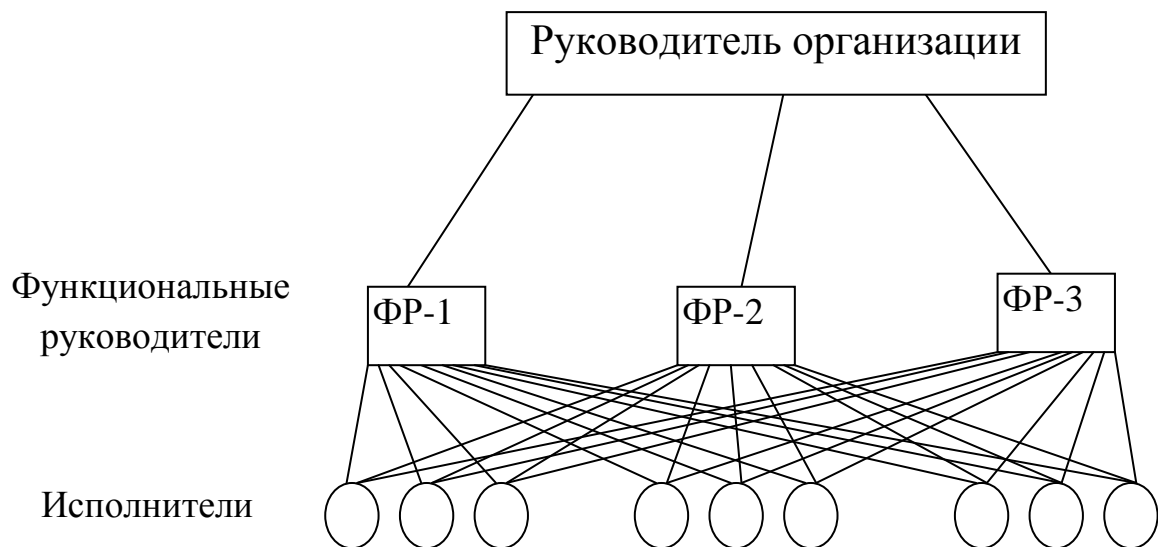 Руководитель организации
Функциональные
руководители
ФР-1
ФР-2
ФР-3
Исполнители